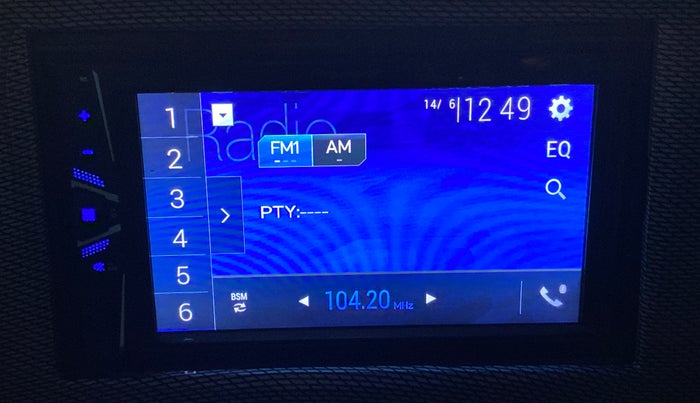 Radio
14/ 6 12 49
FM1 AM
EQ
PTY:----
1
2
3
4
5
6
BSM
104.20 MHz